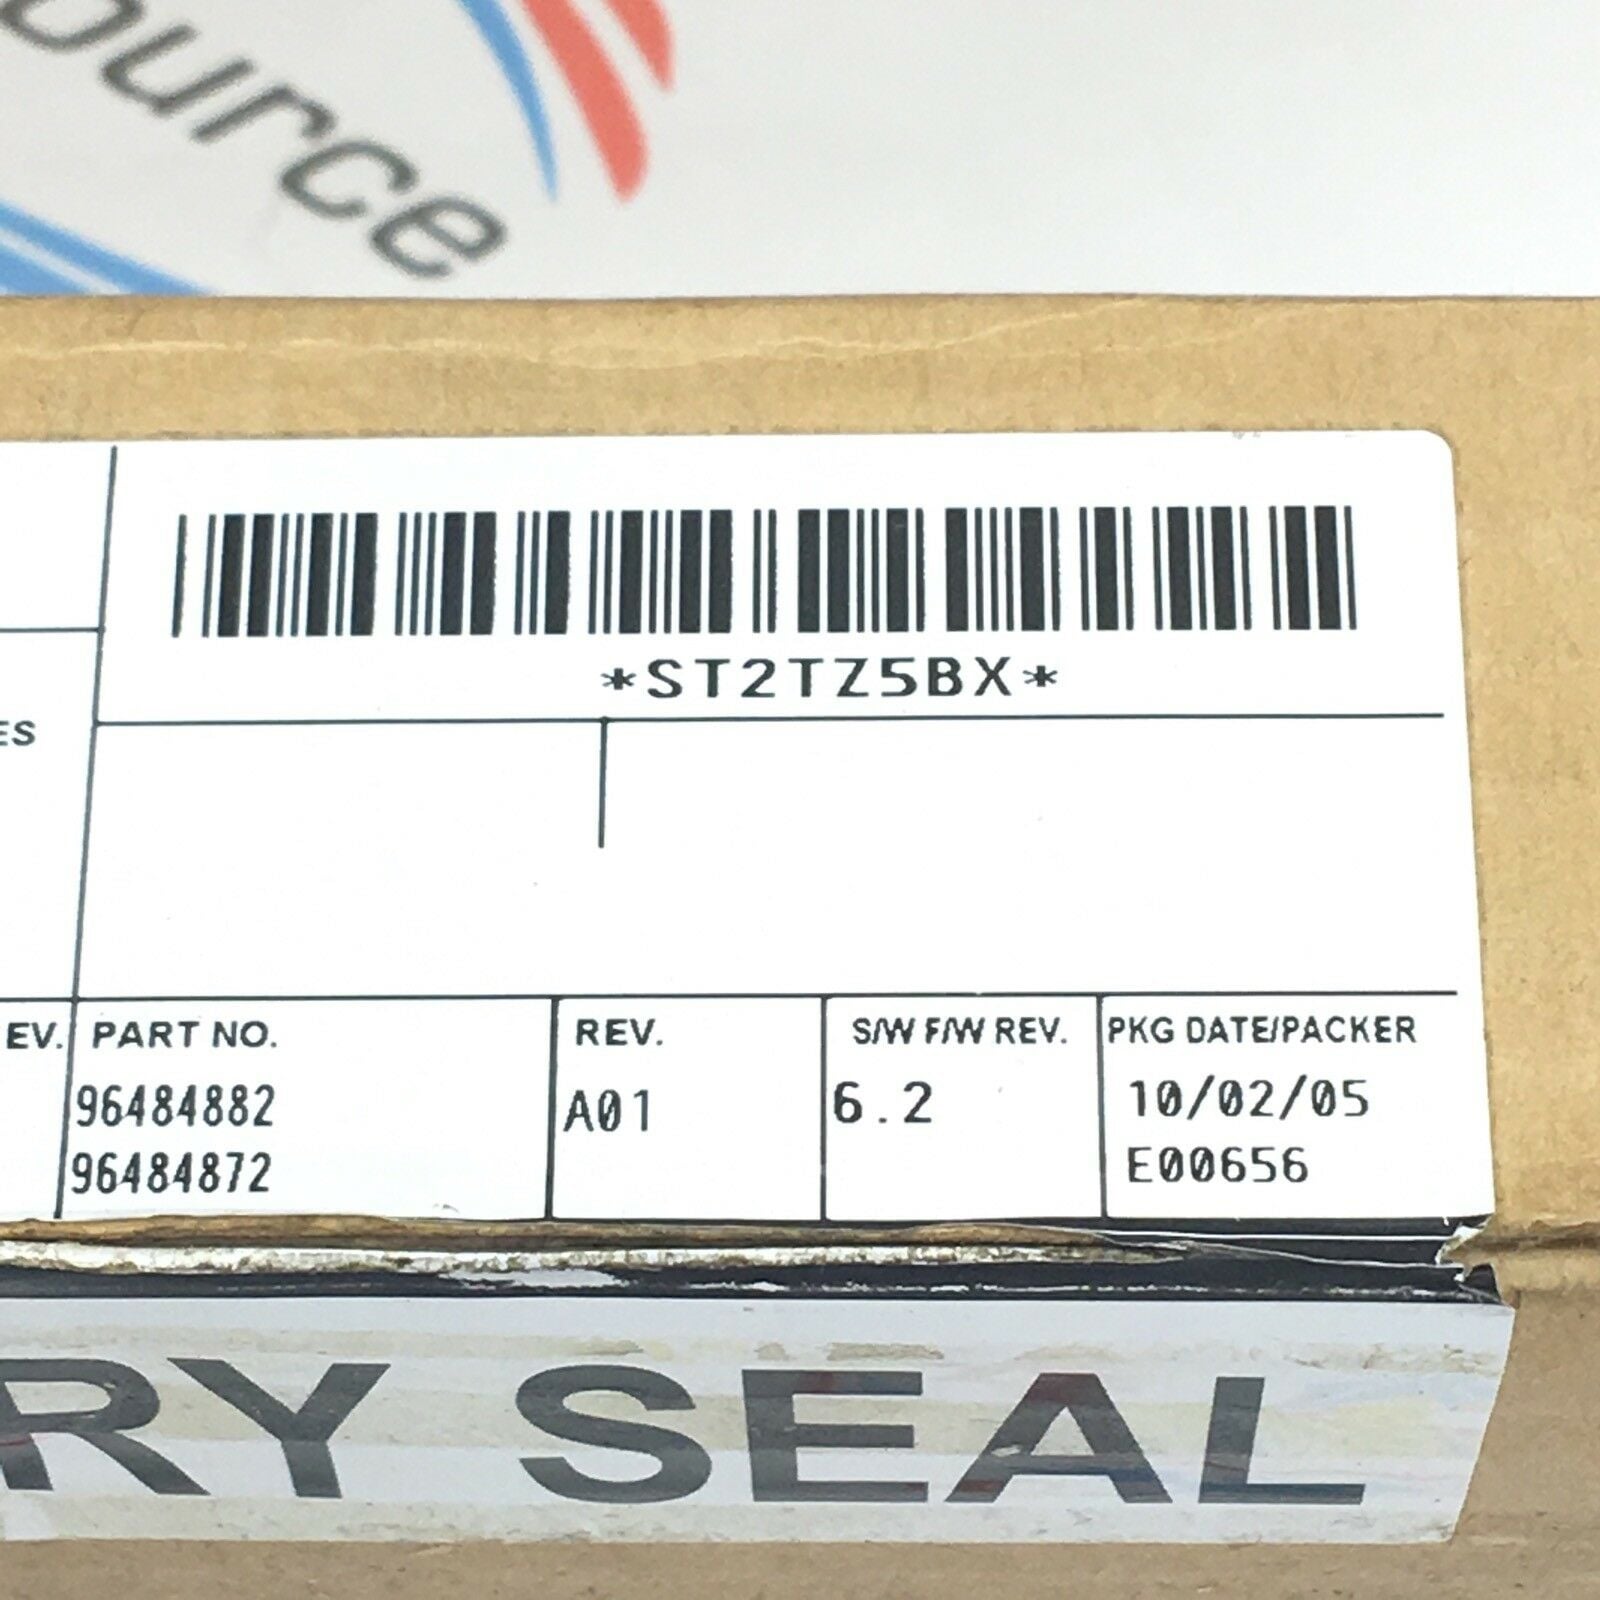 ource
*ST2TZ5BX*
ES
EV. PART NO. REV. S/W F/W REV. PKG DATE/PACKER
96484882 A01 6.2 10/02/05
96484872 E00656
RY SEAL